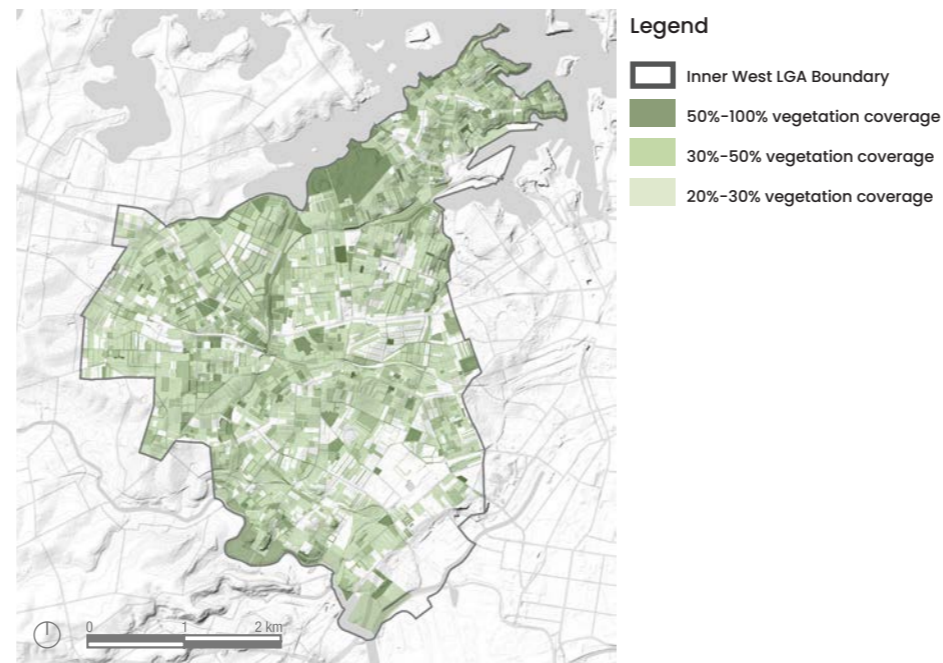 Legend
Inner West LGA Boundary
50%-100% vegetation coverage
30%-50% vegetation coverage
20%-30% vegetation coverage
0 1 2 km